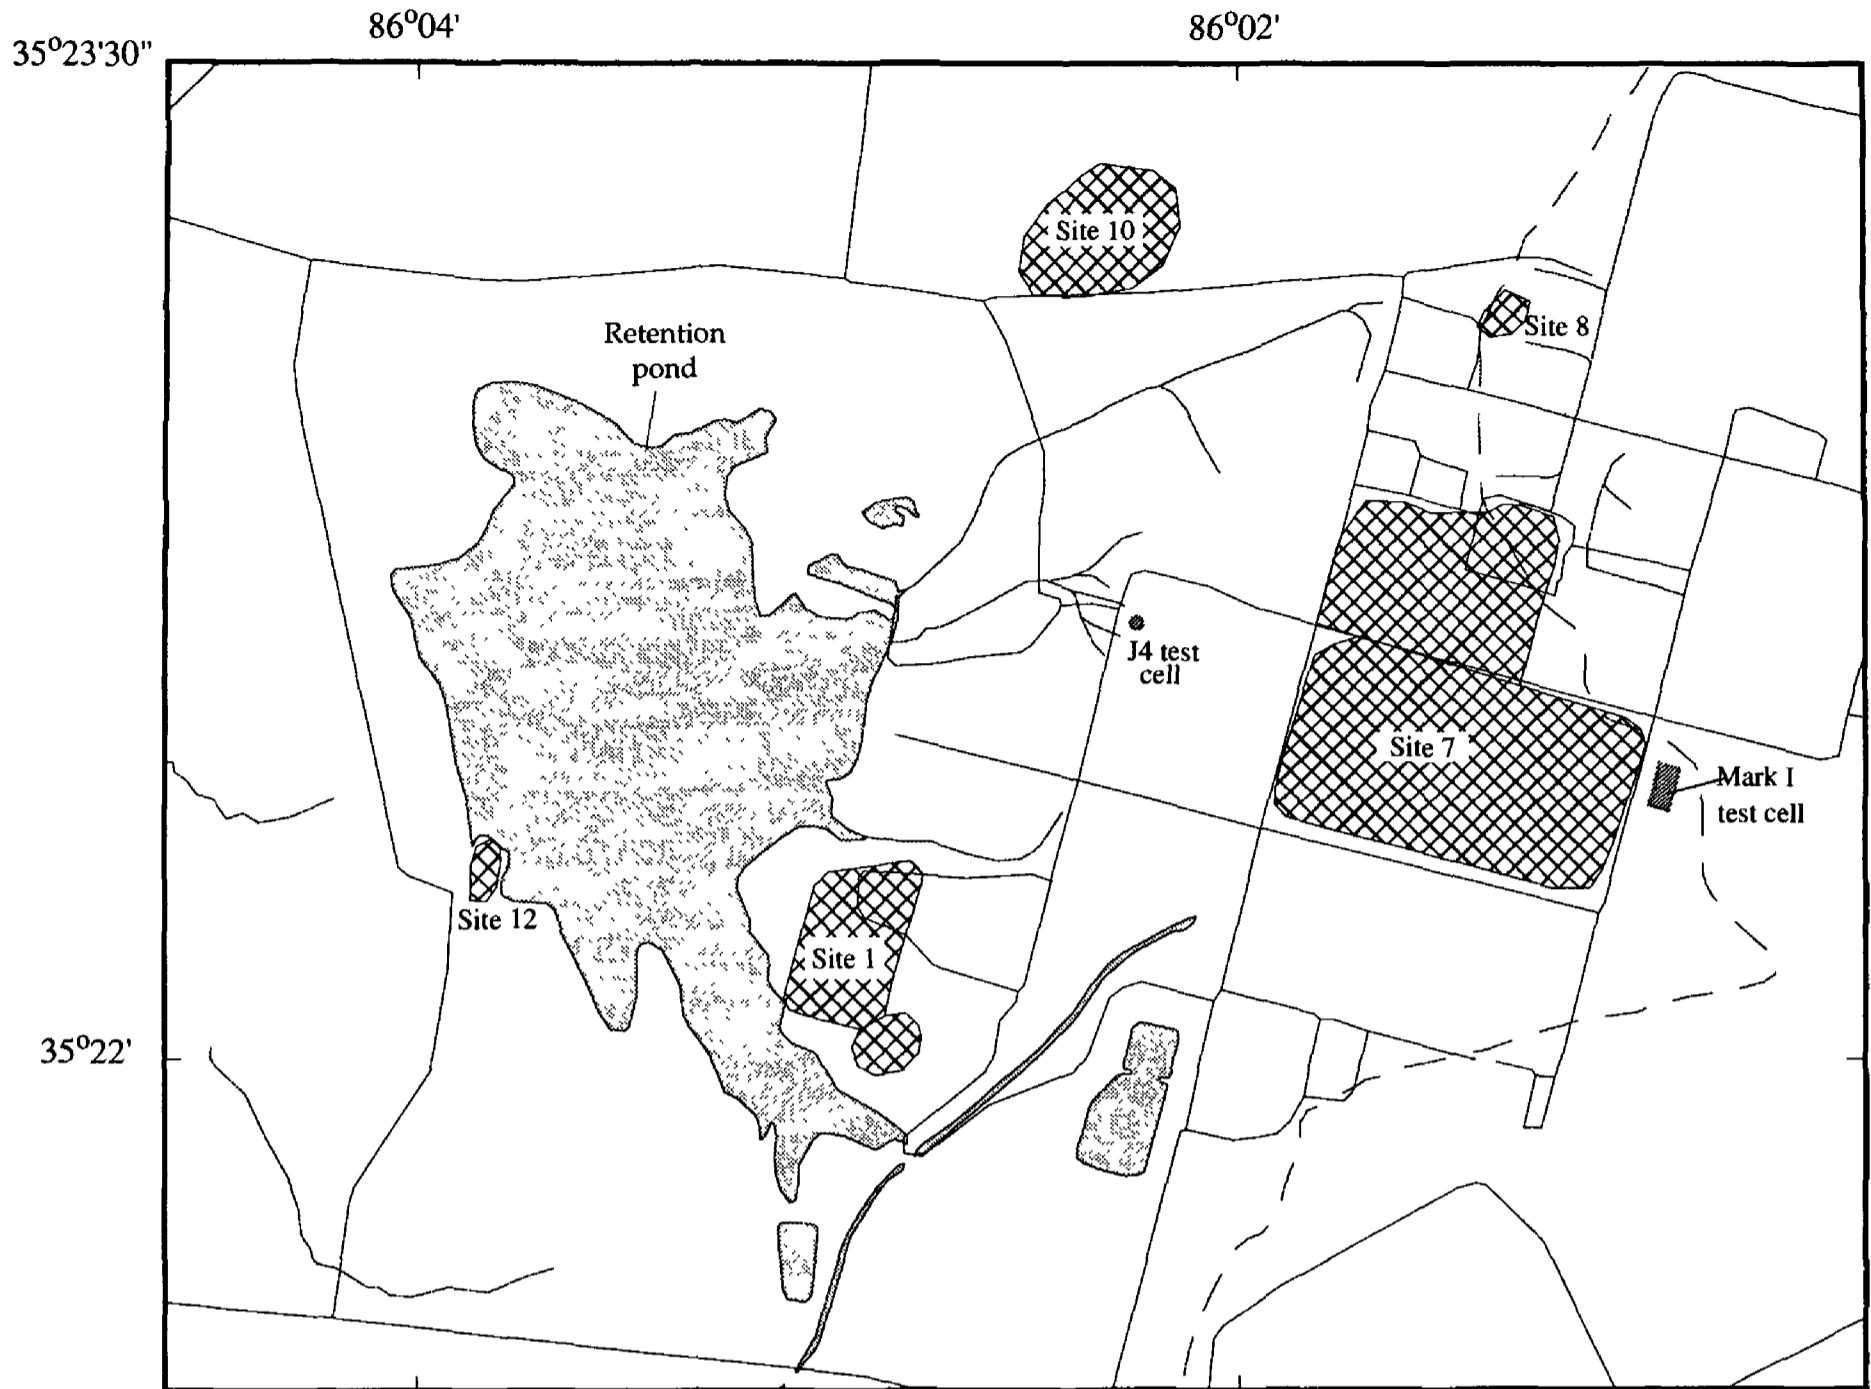 86°04' 86°02'
35°23'30"
Site 10
Site 8
Retention
pond
J4 test
cell
Site 7
Mark I
test cell
Site 12
Site 1
35°22'